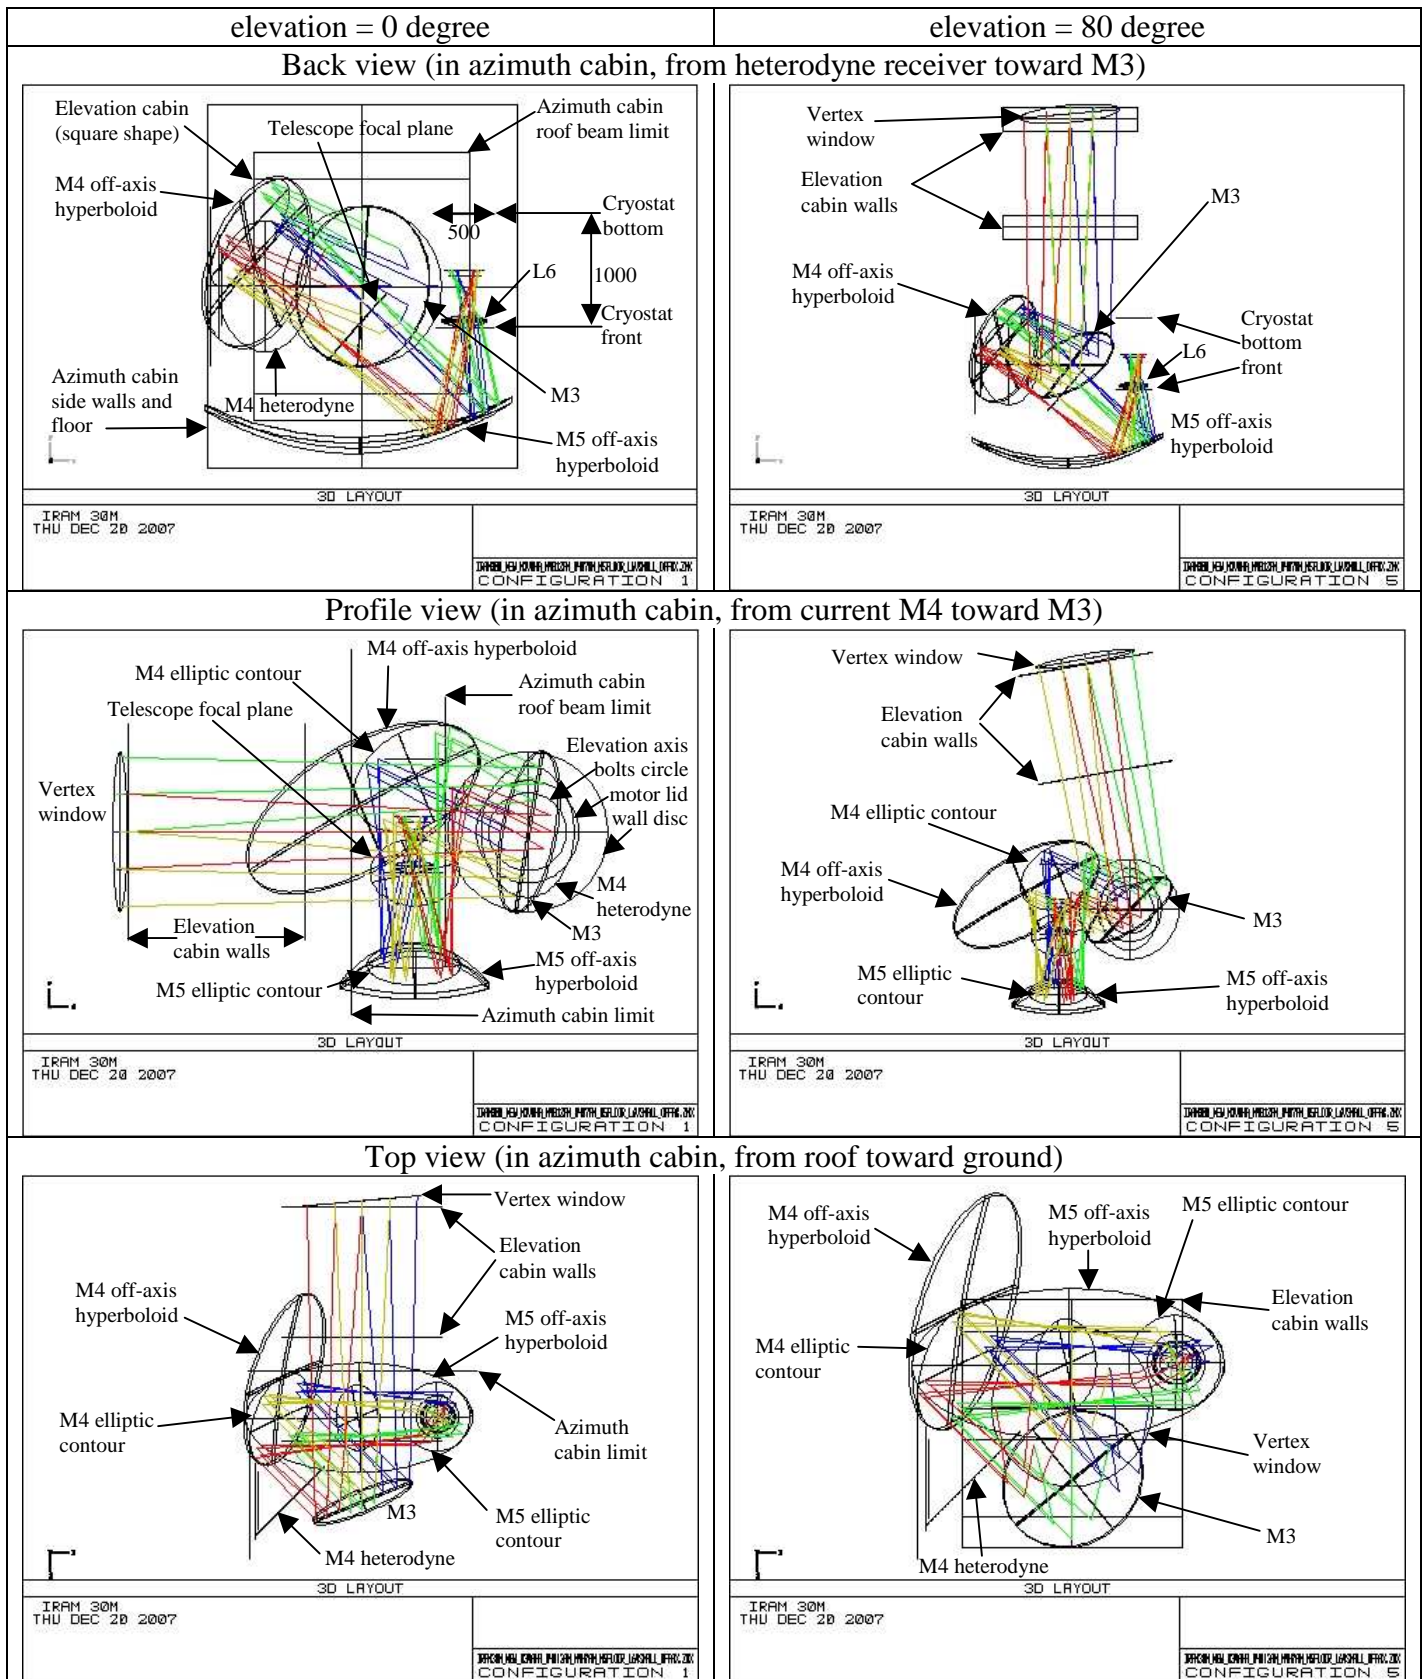 elevation = 0 degree
elevation = 80 degree
Back view (in azimuth cabin, from heterodyne receiver toward M3)
Elevation cabin
(square shape)
Telescope focal plane
Azimuth cabin
roof beam limit
M4 off-axis
hyperboloid
Cryostat
bottom
500
1000
L6
Cryostat
front
Azimuth cabin
side walls and
floor
M4 heterodyne
M3
M5 off-axis
hyperboloid
3D LAYOUT
IRAM 30M
THU DEC 20 2007
CONFIGURATION 1
Vertex
window
Elevation
cabin walls
M3
M4 off-axis
hyperboloid
Cryostat
bottom
front
L6
M5 off-axis
hyperboloid
3D LAYOUT
IRAM 30M
THU DEC 20 2007
CONFIGURATION 5
Profile view (in azimuth cabin, from current M4 toward M3)
M4 off-axis hyperboloid
M4 elliptic contour
Azimuth cabin
roof beam limit
Telescope focal plane
Elevation axis
bolts circle
motor lid
wall disc
Vertex
window
M4
heterodyne
M3
Elevation
cabin walls
M5 off-axis
hyperboloid
M5 elliptic contour
Azimuth cabin limit
3D LAYOUT
IRAM 30M
THU DEC 20 2007
CONFIGURATION 1
Vertex window
Elevation
cabin walls
M4 elliptic contour
M4 off-axis
hyperboloid
M3
M5 elliptic
contour
M5 off-axis
hyperboloid
3D LAYOUT
IRAM 30M
THU DEC 20 2007
CONFIGURATION 5
Top view (in azimuth cabin, from roof toward ground)
Vertex window
Elevation
cabin walls
M4 off-axis
hyperboloid
M5 off-axis
hyperboloid
M4 elliptic
contour
Azimuth
cabin limit
M3
M5 elliptic
contour
M4 heterodyne
3D LAYOUT
IRAM 30M
THU DEC 20 2007
CONFIGURATION 1
M4 off-axis
hyperboloid
M5 off-axis
hyperboloid
M5 elliptic contour
Elevation
cabin walls
M4 elliptic
contour
Vertex
window
M3
M4 heterodyne
3D LAYOUT
IRAM 30M
THU DEC 20 2007
CONFIGURATION 5